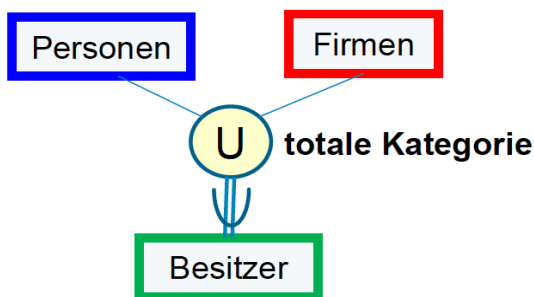 Personen
Firmen
U
totale Kategorie
Besitzer